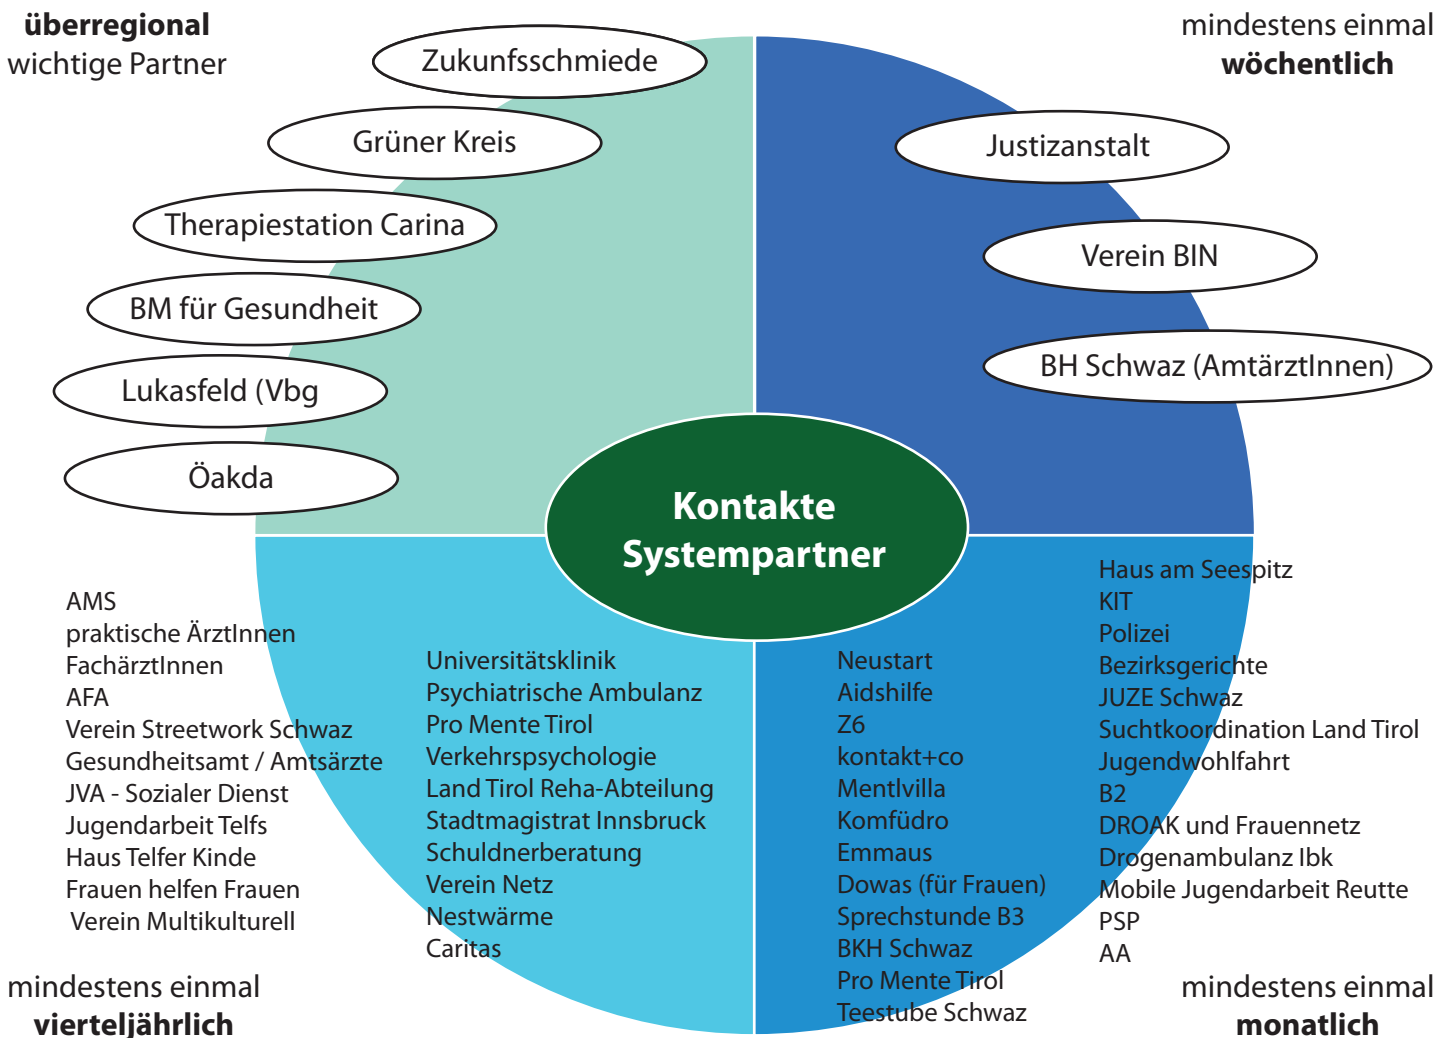 überregional
wichtige Partner
Zukunfsschmiede
Grüner Kreis
Therapiestation Carina
BM für Gesundheit
Lukasfeld (Vbg
Öakda
mindestens einmal
wöchentlich
Justizanstalt
Verein BIN
BH Schwaz (AmtärztInnen)
Kontakte
Systempartner
AMS
praktische ÄrztInnen
FachärztInnen
AFA
Verein Streetwork Schwaz
Gesundheitsamt / Amtsärzte
JVA - Sozialer Dienst
Jugendarbeit Telfs
Haus Telfer Kinde
Frauen helfen Frauen
Verein Multikulturell
Universitätsklinik
Psychiatrische Ambulanz
Pro Mente Tirol
Verkehrspsychologie
Land Tirol Reha-Abteilung
Stadtmagistrat Innsbruck
Schuldnerberatung
Verein Netz
Nestwärme
Caritas
mindestens einmal
vierteljährlich
Neustart
Aidshilfe
Z6
kontakt+co
Mentlvilla
Komfüdro
Emmaus
Dowas (für Frauen)
Sprechstunde B3
BKH Schwaz
Pro Mente Tirol
Teestube Schwaz
Haus am Seespitz
KIT
Polizei
Bezirksgerichte
JUZE Schwaz
Suchtkoordination Land Tirol
Jugendwohlfahrt
B2
DROAK und Frauennetz
Drogenambulanz Ibk
Mobile Jugendarbeit Reutte
PSP
AA
mindestens einmal
monatlich